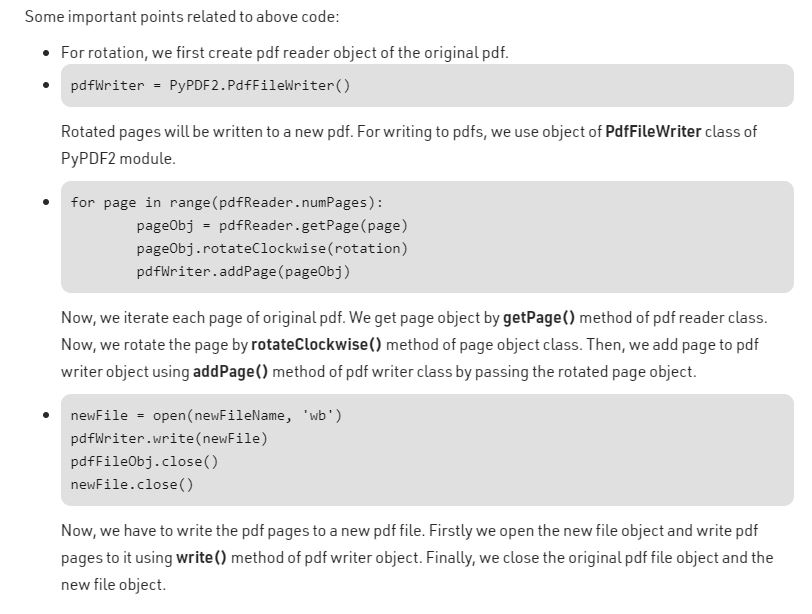 Some important points related to above code:
For rotation, we first create pdf reader object of the original pdf.
pdfWriter = PyPDF2.PdfFileWriter()
Rotated pages will be written to a new pdf. For writing to pdfs, we use object of PdfFileWriter class of
PyPDF2 module.
for page in range(pdfReader.numPages):
        pageObj = pdfReader.getPage(page)
        pageObj.rotateClockwise(rotation)
        pdfWriter.addPage(pageObj)
Now, we iterate each page of original pdf. We get page object by getPage() method of pdf reader class.
Now, we rotate the page by rotateClockwise() method of page object class. Then, we add page to pdf
writer object using addPage() method of pdf writer class by passing the rotated page object.
newFile = open(newFileName, 'wb')
pdfWriter.write(newFile)
pdfFileObj.close()
newFile.close()
Now, we have to write the pdf pages to a new pdf file. Firstly we open the new file object and write pdf
pages to it using write() method of pdf writer object. Finally, we close the original pdf file object and the
new file object.